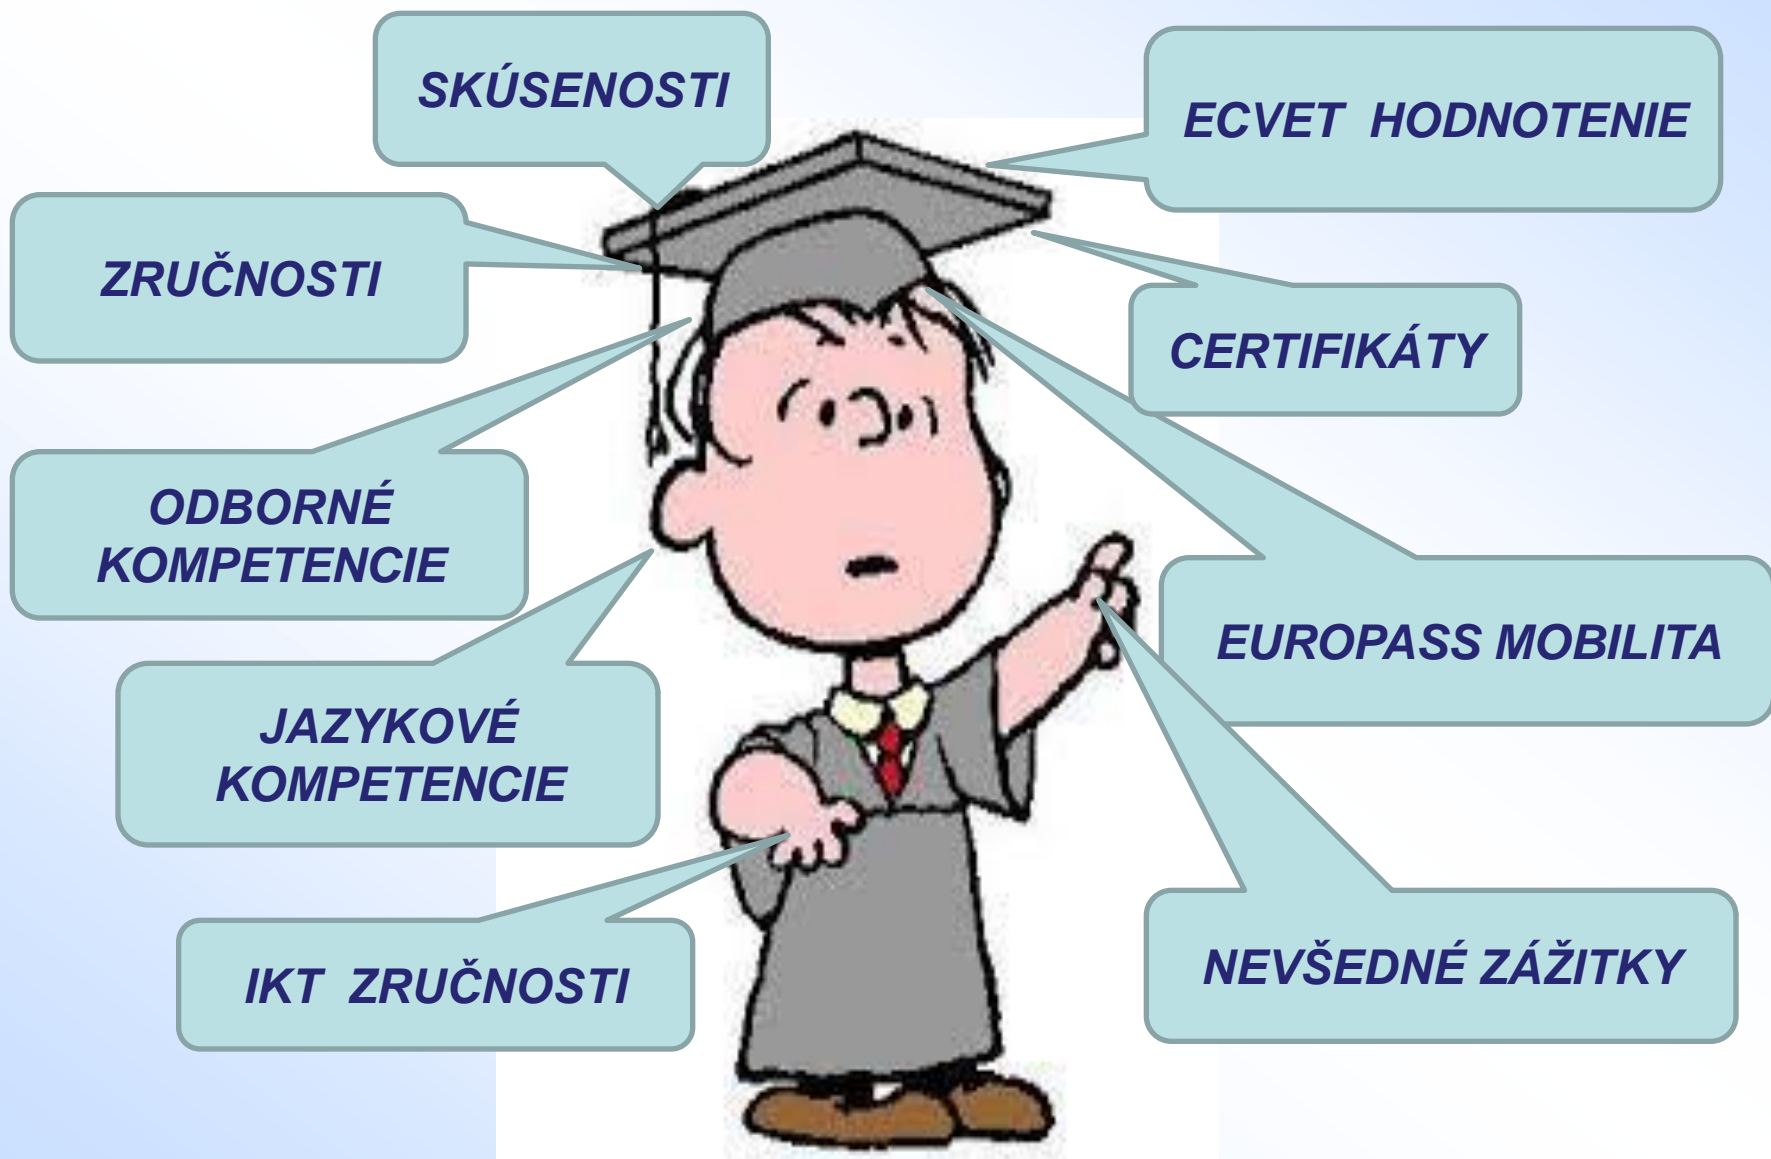 SKÚSENOSTI
ECVET HODNOTENIE
ZRUČNOSTI
CERTIFIKÁTY
ODBORNÉ
KOMPETENCIE
EUROPASS MOBILITA
JAZYKOVÉ
KOMPETENCIE
IKT ZRUČNOSTI
NEVŠEDNÉ ZÁŽITKY